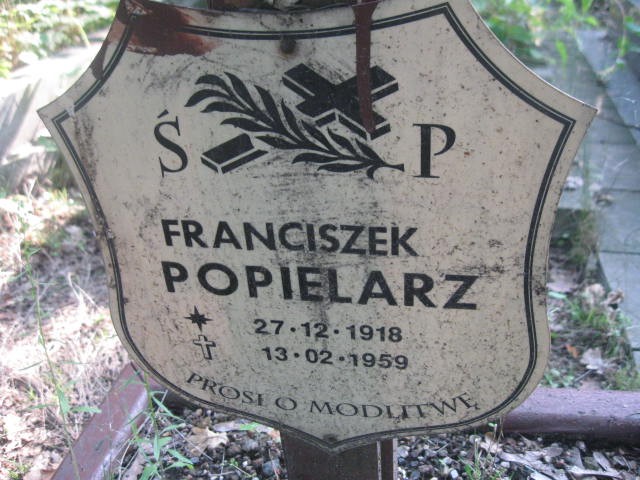 Ś P
FRANCISZEK
POPIELARZ
27·12·1918
13·02·1959
PROSI O MODLITWĘ